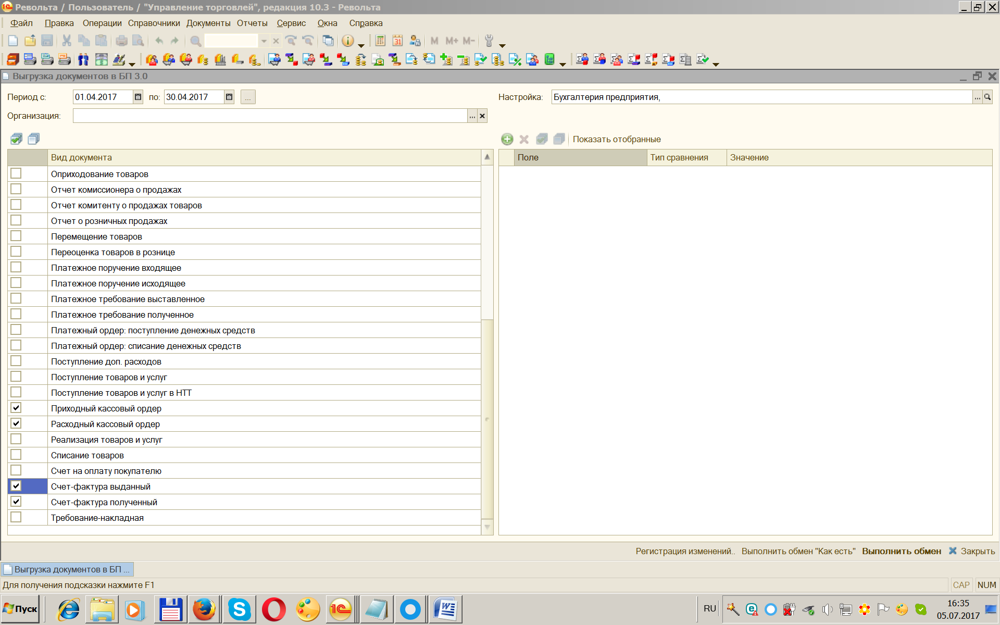 Револьта / Пользователь / "Управление торговлей", редакция 10.3 - Револьта
Файл Правка Операции Справочники Документы Отчеты Сервис Окна Справка
M M+ M-
Выгрузка документов в БП 3.0
Период с: 01.04.2017 по: 30.04.2017 ... Настройка: Бухгалтерия предприятия, ...
Организация: ...
Показать отобранные
Вид документа
Поле Тип сравнения Значение
Оприходование товаров
Отчет комиссионера о продажах
Отчет комитенту о продажах товаров
Отчет о розничных продажах
Перемещение товаров
Переоценка товаров в рознице
Платежное поручение входящее
Платежное поручение исходящее
Платежное требование выставленное
Платежное требование полученное
Платежный ордер: поступление денежных средств
Платежный ордер: списание денежных средств
Поступление доп. расходов
Поступление товаров и услуг
Поступление товаров и услуг в НТТ
Приходный кассовый ордер
Расходный кассовый ордер
Реализация товаров и услуг
Списание товаров
Счет на оплату покупателю
Счет-фактура выданный
Счет-фактура полученный
Требование-накладная
Регистрация изменений.. Выполнить обмен "Как есть" Выполнить обмен Закрыть
Выгрузка документов в БП ...
Для получения подсказки нажмите F1 CAP NUM
Пуск RU 16:35
05.07.2017